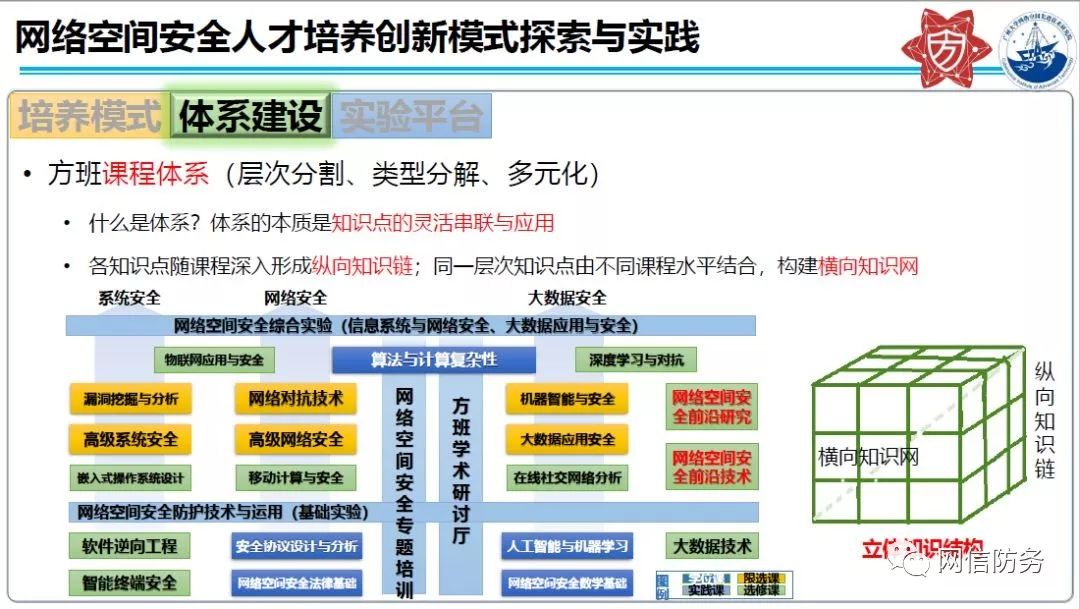 网络空间安全人才培养创新模式探索与实践
培养模式 体系建设 实验平台
• 方班课程体系（层次分割、类型分解、多元化）
• 什么是体系？体系的本质是知识点的灵活串联与应用
• 各知识点随课程深入形成纵向知识链；同一层次知识点由不同课程水平结合，构建横向知识网
系统安全 网络安全 大数据安全
网络空间安全综合实验（信息系统与网络安全、大数据应用与安全）
物联网应用与安全 算法与计算复杂性 深度学习与对抗
漏洞挖掘与分析 网络对抗技术 机器智能与安全
网络空间安
全前沿研究
高级系统安全 高级网络安全 大数据应用安全
网络空间安
全前沿技术
嵌入式操作系统设计 移动计算与安全 在线社交网络分析
网络空间安全专题培训
方班学术研讨厅
网络空间安全防护技术与运用（基础实验）
软件逆向工程 安全协议设计与分析 人工智能与机器学习 大数据技术
智能终端安全 网络空间安全法律基础 网络空间安全数学基础
图例
限选课
实践课 选修课
横向知识网
纵向知识链
网信防务